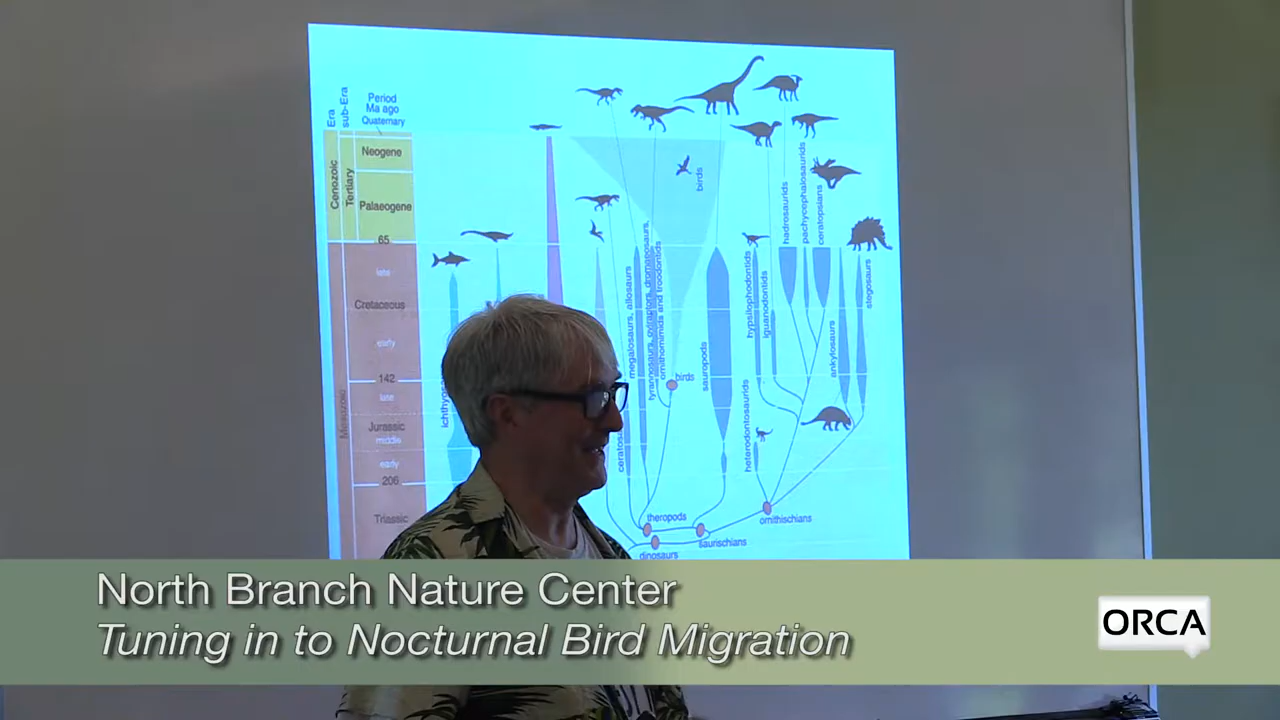 Era
sub-Era
Period
Ma ago
Quaternary
Neogene
Cenozoic
Tertiary
Palaeogene
65
late
Cretaceous
early
142
late
Jurassic
middle
early
206
Triassic
Mesozoic
birds
hadrosaurids
pachycephalosaurids
ceratopsians
megalosaurs, allosaurs
tyrannosaurs, oviraptors, dromaeosaurs,
ornithomimids and troodontids
birds
sauropods
hypsilophodontids
iguanodontids
heterodontosaurids
ankylosaurs
stegosaurs
theropods
saurischians
ornithischians
dinosaurs
North Branch Nature Center
Tuning in to Nocturnal Bird Migration
ORCA